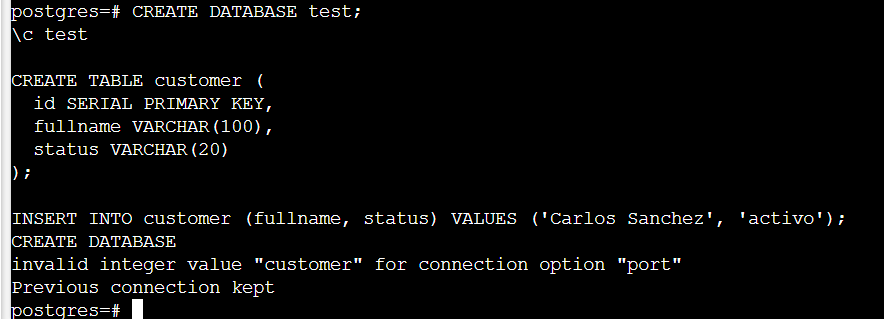 postgres=# CREATE DATABASE test;
\c test
CREATE TABLE customer (
id SERIAL PRIMARY KEY,
fullname VARCHAR(100),
status VARCHAR(20)
);
INSERT INTO customer (fullname, status) VALUES ('Carlos Sanchez', 'activo');
CREATE DATABASE
invalid integer value "customer" for connection option "port"
Previous connection kept
postgres=#